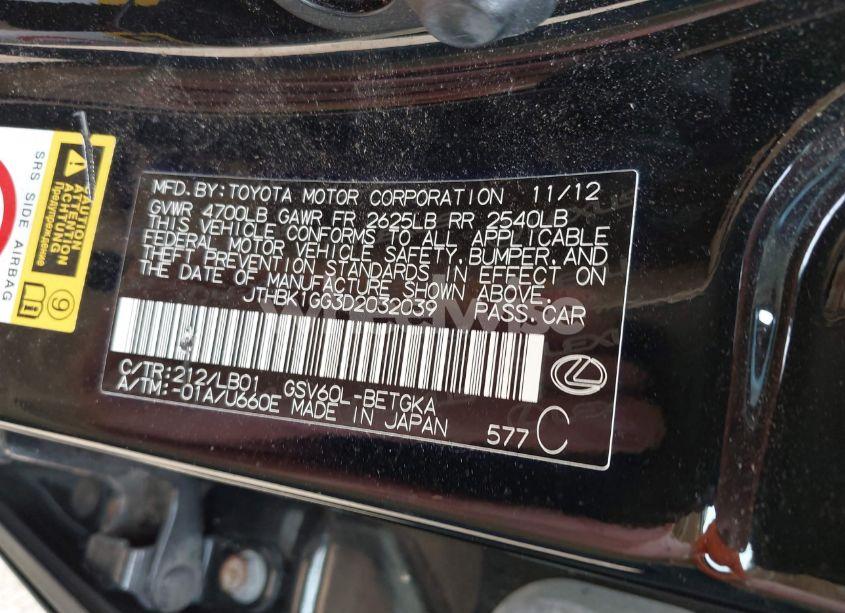 MFD. BY: TOYOTA MOTOR CORPORATION 11/12
GVWR 4700LB GAWR FR 2625LB RR 2540LB
THIS VEHICLE CONFORMS TO ALL APPLICABLE
FEDERAL MOTOR VEHICLE SAFETY, BUMPER, AND
THEFT PREVENTION STANDARDS IN EFFECT ON
THE DATE OF MANUFACTURE SHOWN ABOVE.
JTHBK1GG3D2032039 PASS.CAR
C/TR:212/LB01 GSV60L-BETGKA
A/TM:-01A/U660E MADE IN JAPAN
577 C
CAUTION
ATTENTION
ACHTUNG
Предупреждение
SRS SIDE AIRBAG
9